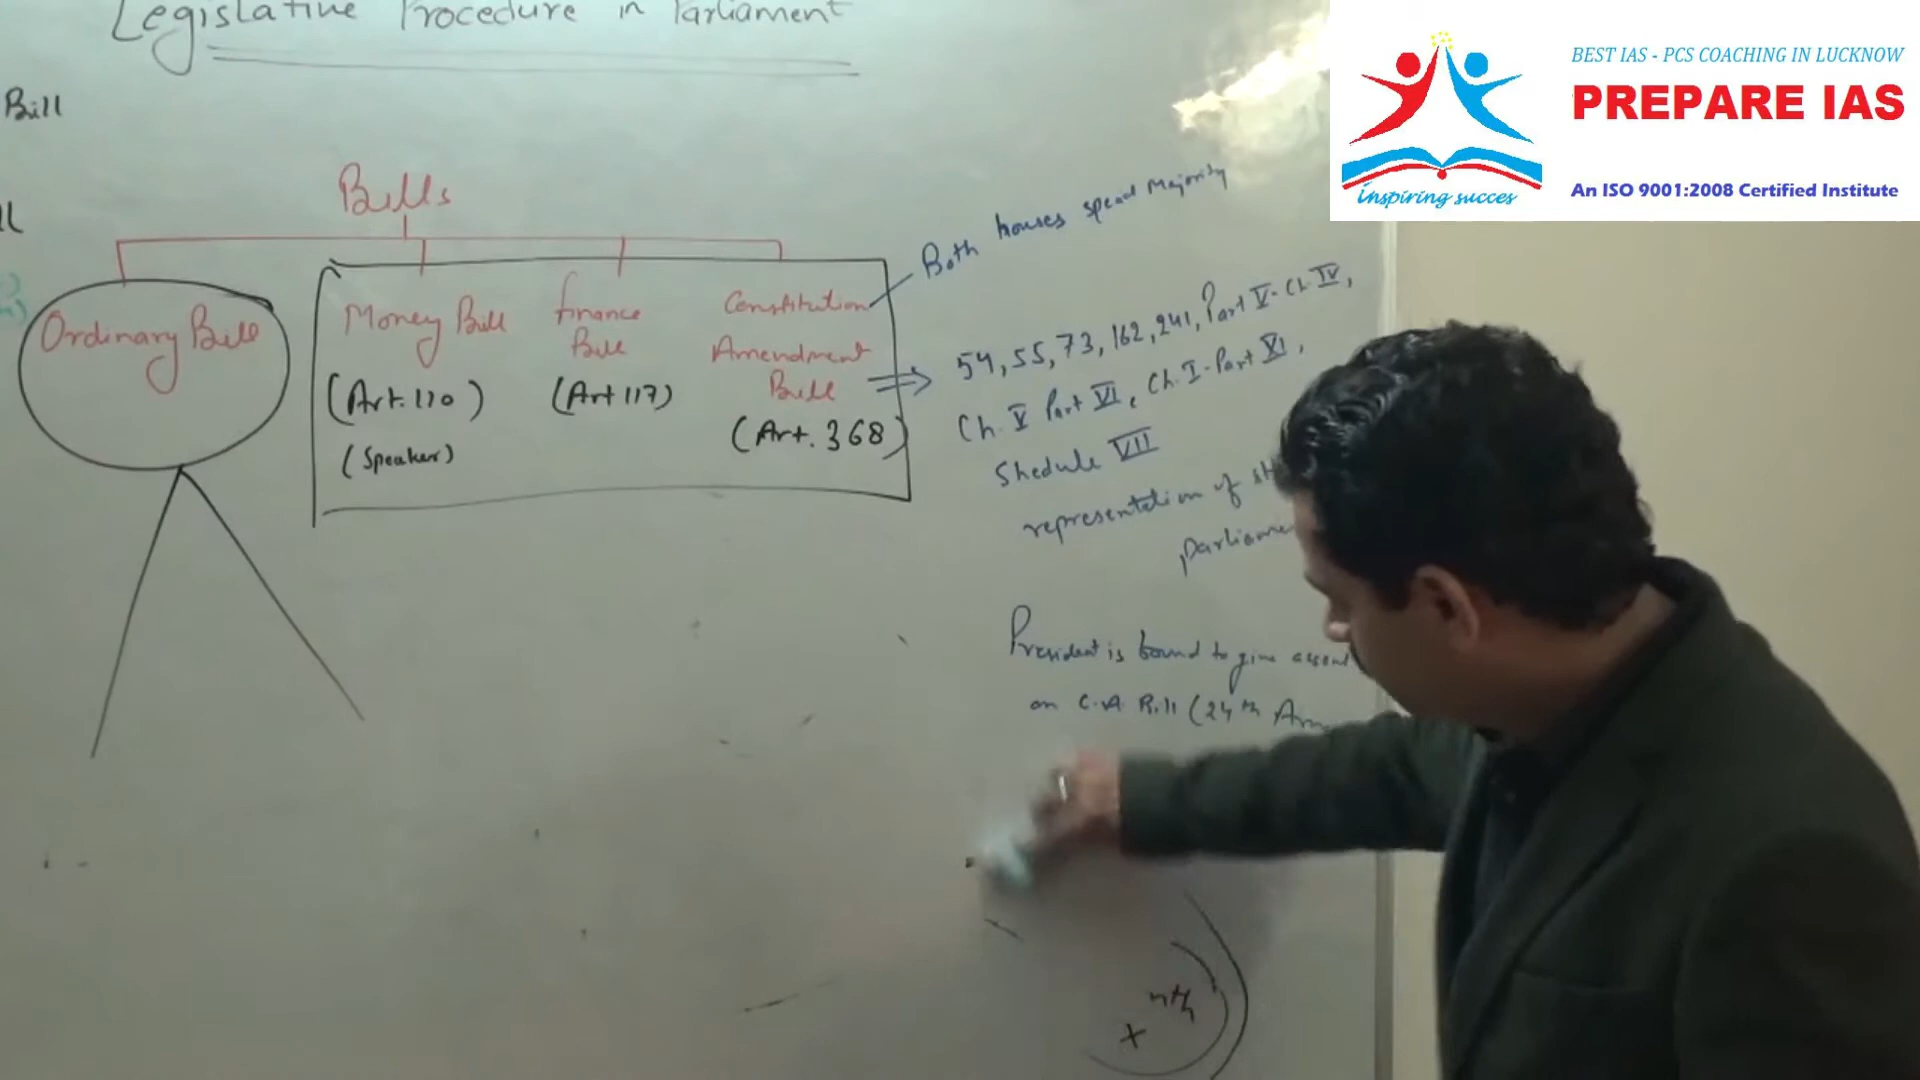 Legislative Procedure in Parliament
Bill
Bills
Ordinary Bill
Money Bill
(Art. 110)
(Speaker)
Finance
Bill
(Art 117)
Constitution
Amendment
Bill
(Art. 368)
Both houses special Majority
54, 55, 73, 162, 241, Part V-Ch. IV,
Ch. V Part VI, Ch. I-Part XI,
Shedule VII
representation of
President is bound to give
on C.A. Bill (24th
BEST IAS - PCS COACHING IN LUCKNOW
PREPARE IAS
An ISO 9001:2008 Certified Institute
inspiring succes